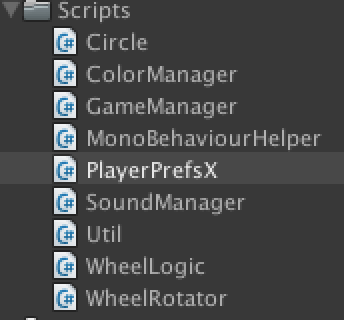 Scripts
C# Circle
C# ColorManager
C# GameManager
C# MonoBehaviourHelper
C# PlayerPrefsX
C# SoundManager
C# Util
C# WheelLogic
C# WheelRotator